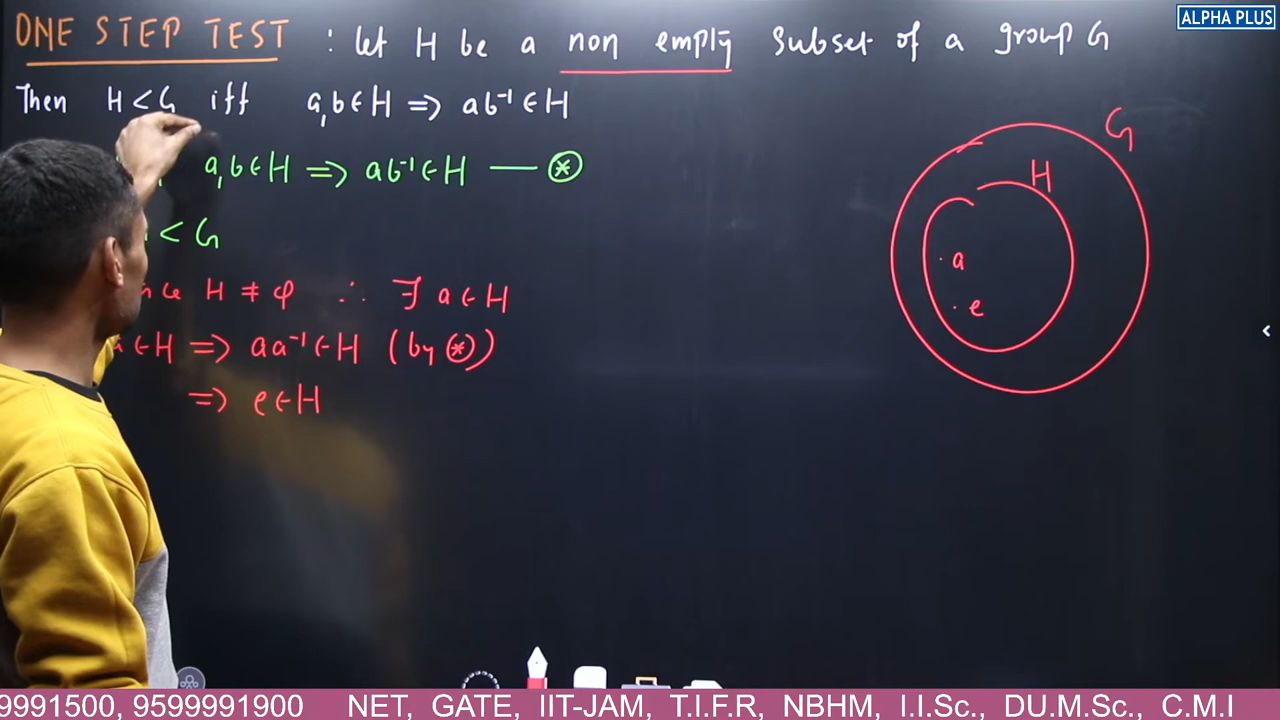 ALPHA PLUS
ONE STEP TEST : let H be a non empty subset of a group G
Then H < G iff a,b ∈ H => ab⁻¹ ∈ H
a,b ∈ H => ab⁻¹ ∈ H — ⊛
< G
H ≠ φ ∴ ∃ a ∈ H
a ∈ H => aa⁻¹ ∈ H (by ⊛)
=> e ∈ H
G
H
a
e
9991500, 9599991900 NET, GATE, IIT-JAM, T.I.F.R, NBHM, I.I.Sc., DU.M.Sc., C.M.I